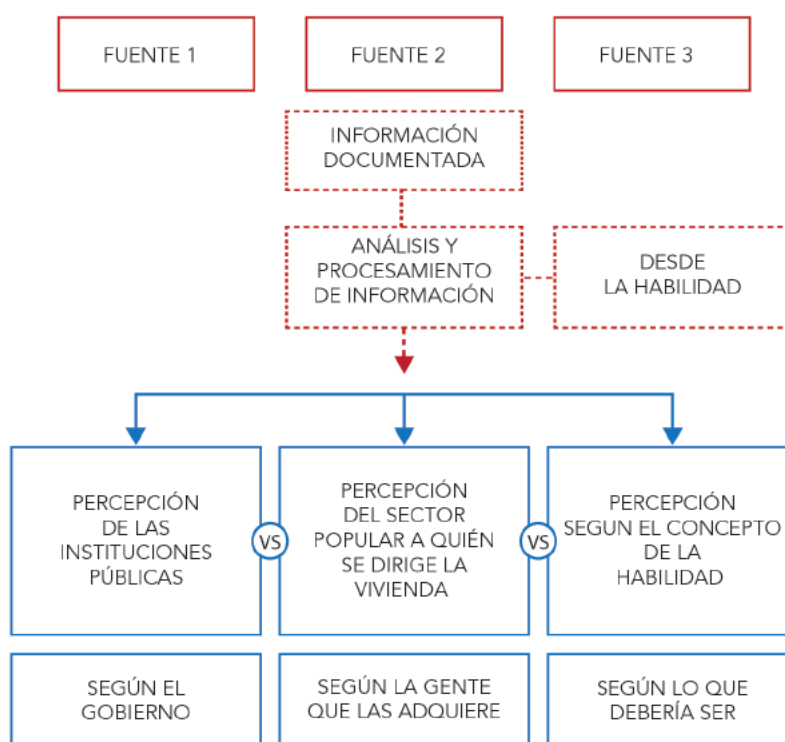 FUENTE 1
FUENTE 2
FUENTE 3
INFORMACIÓN
DOCUMENTADA
ANÁLISIS Y
PROCESAMIENTO
DE INFORMACIÓN
DESDE
LA HABILIDAD
PERCEPCIÓN
DE LAS
INSTITUCIONES
PÚBLICAS
VS
PERCEPCIÓN
DEL SECTOR
POPULAR A QUIÉN
SE DIRIGE LA
VIVIENDA
VS
PERCEPCIÓN
SEGUN EL CONCEPTO
DE LA
HABILIDAD
SEGÚN EL
GOBIERNO
SEGÚN LA GENTE
QUE LAS ADQUIERE
SEGÚN LO QUE
DEBERÍA SER